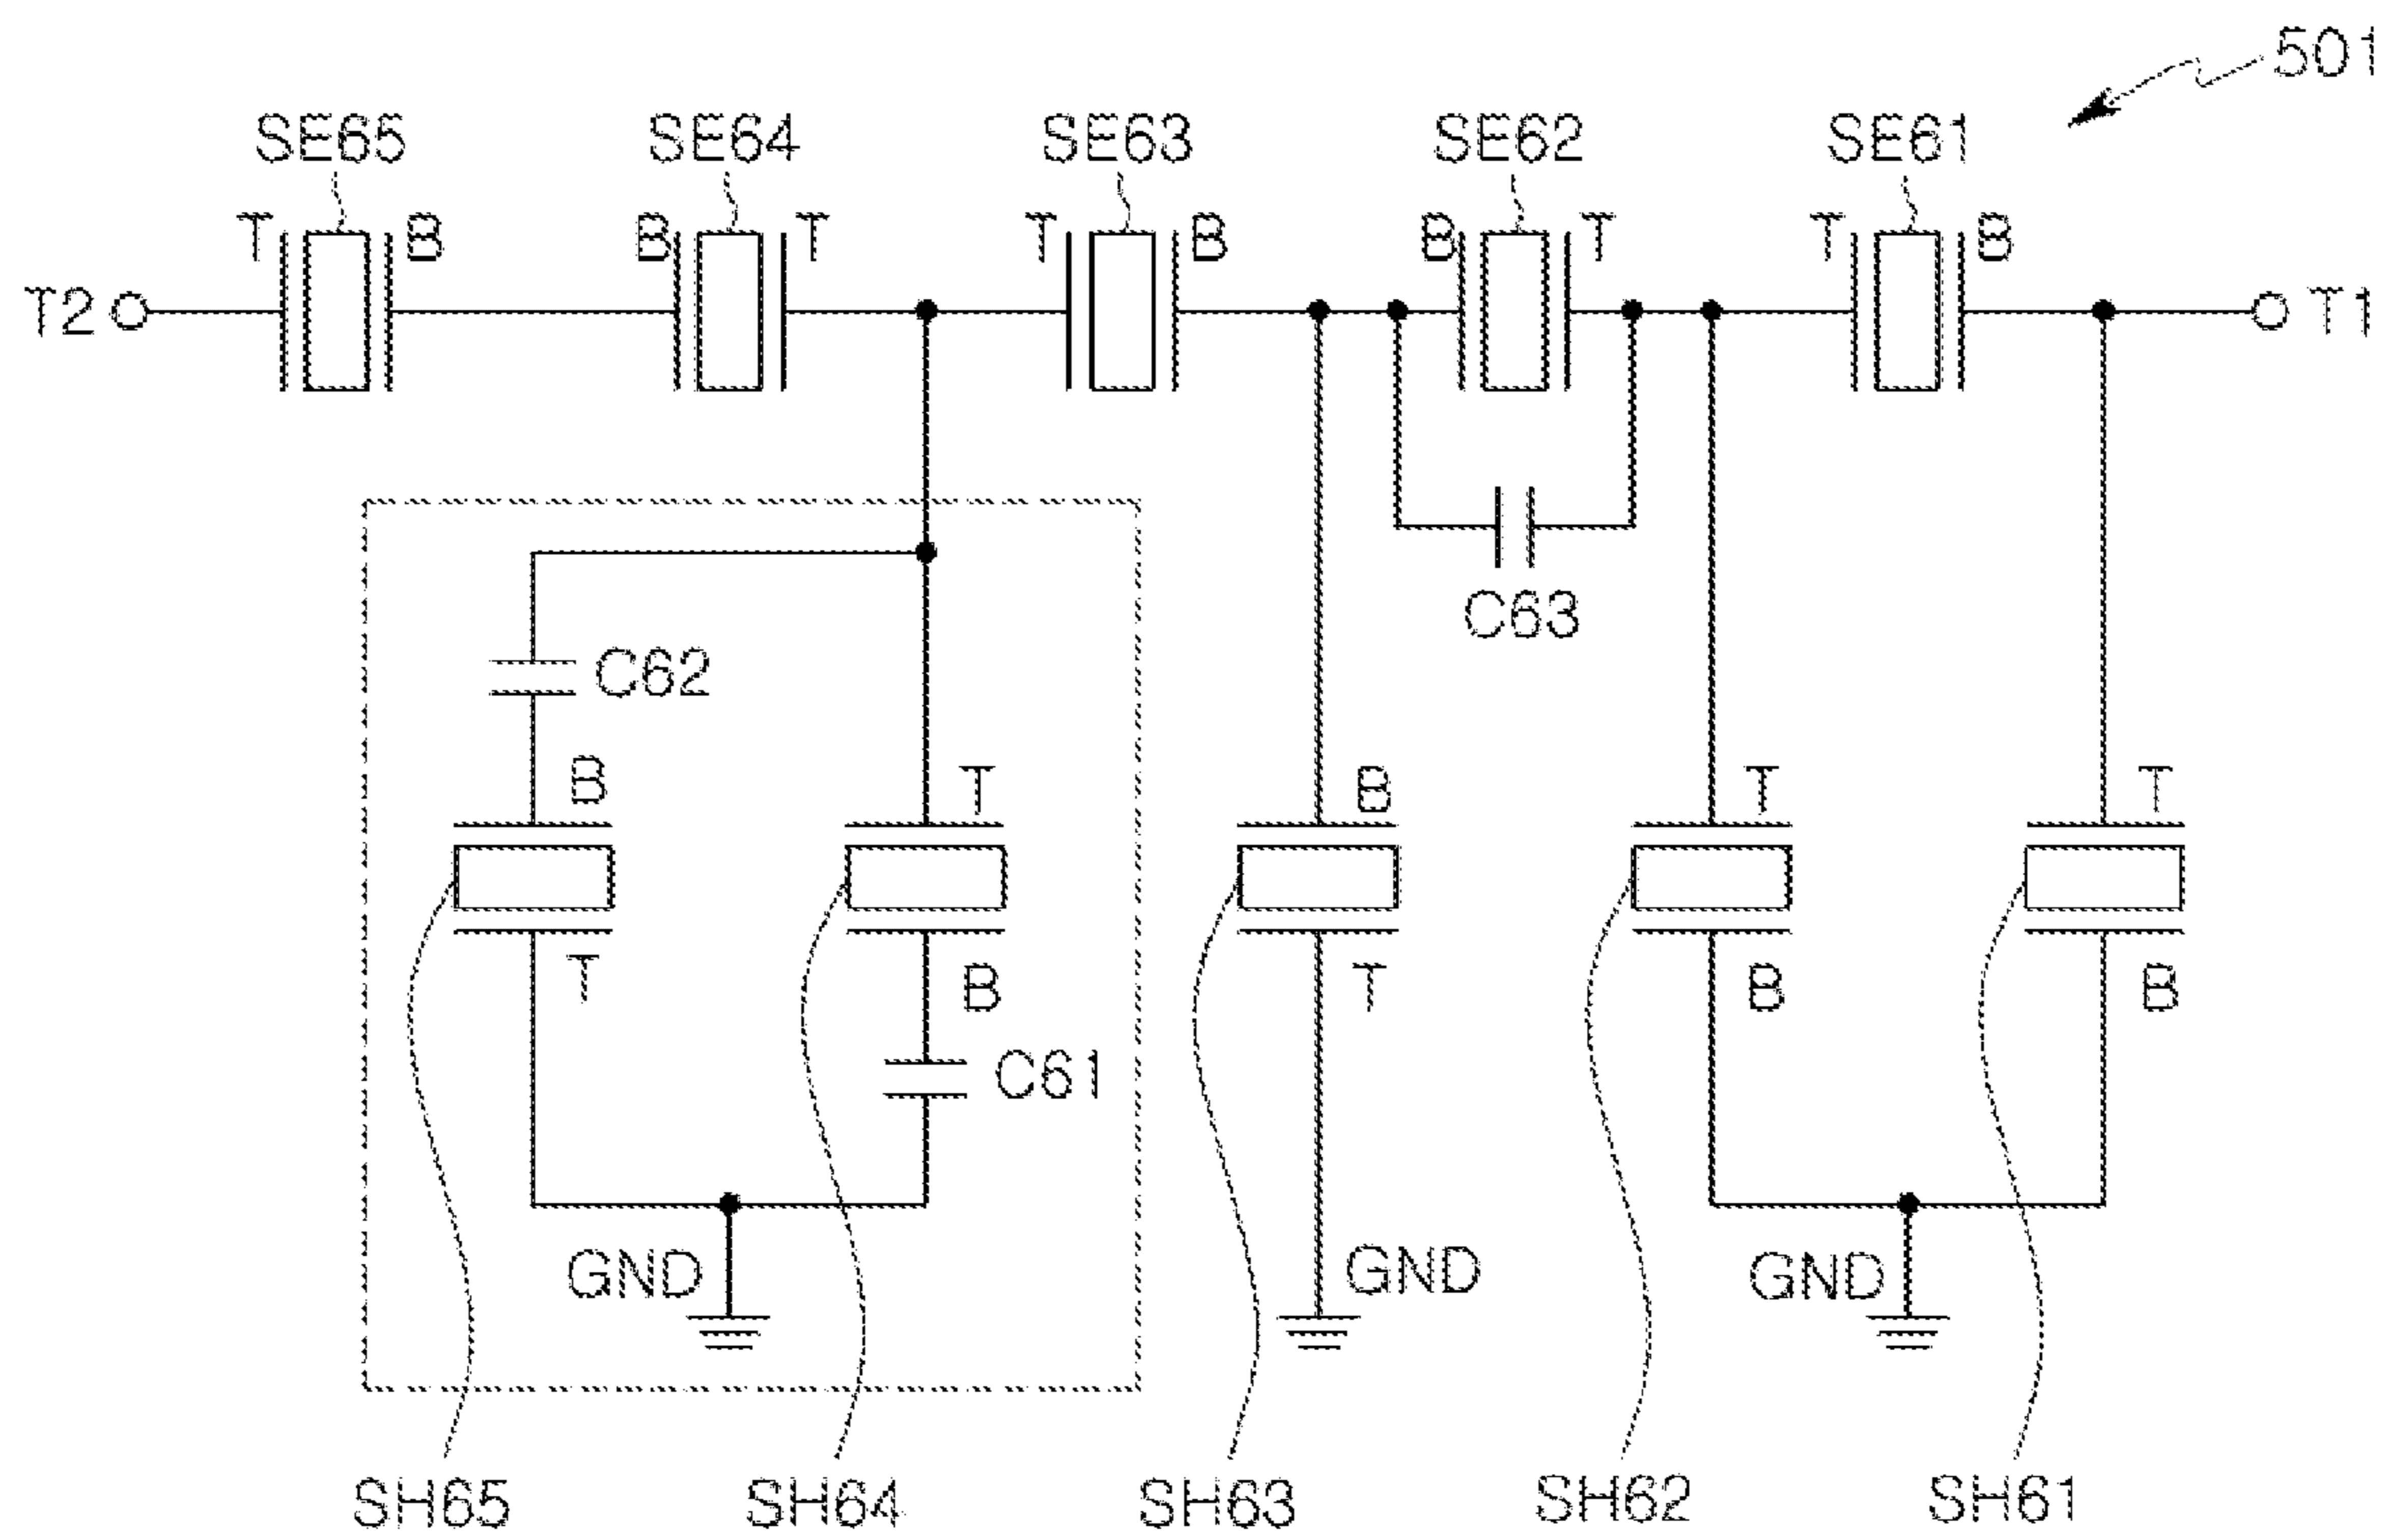 501
SE65 SE64 SE63 SE62 SE61
T B B T T B B T T B
T2 T1
C63
C62
B T B T T
T B T B B
C61
GND GND GND
SH65 SH64 SH63 SH62 SH61